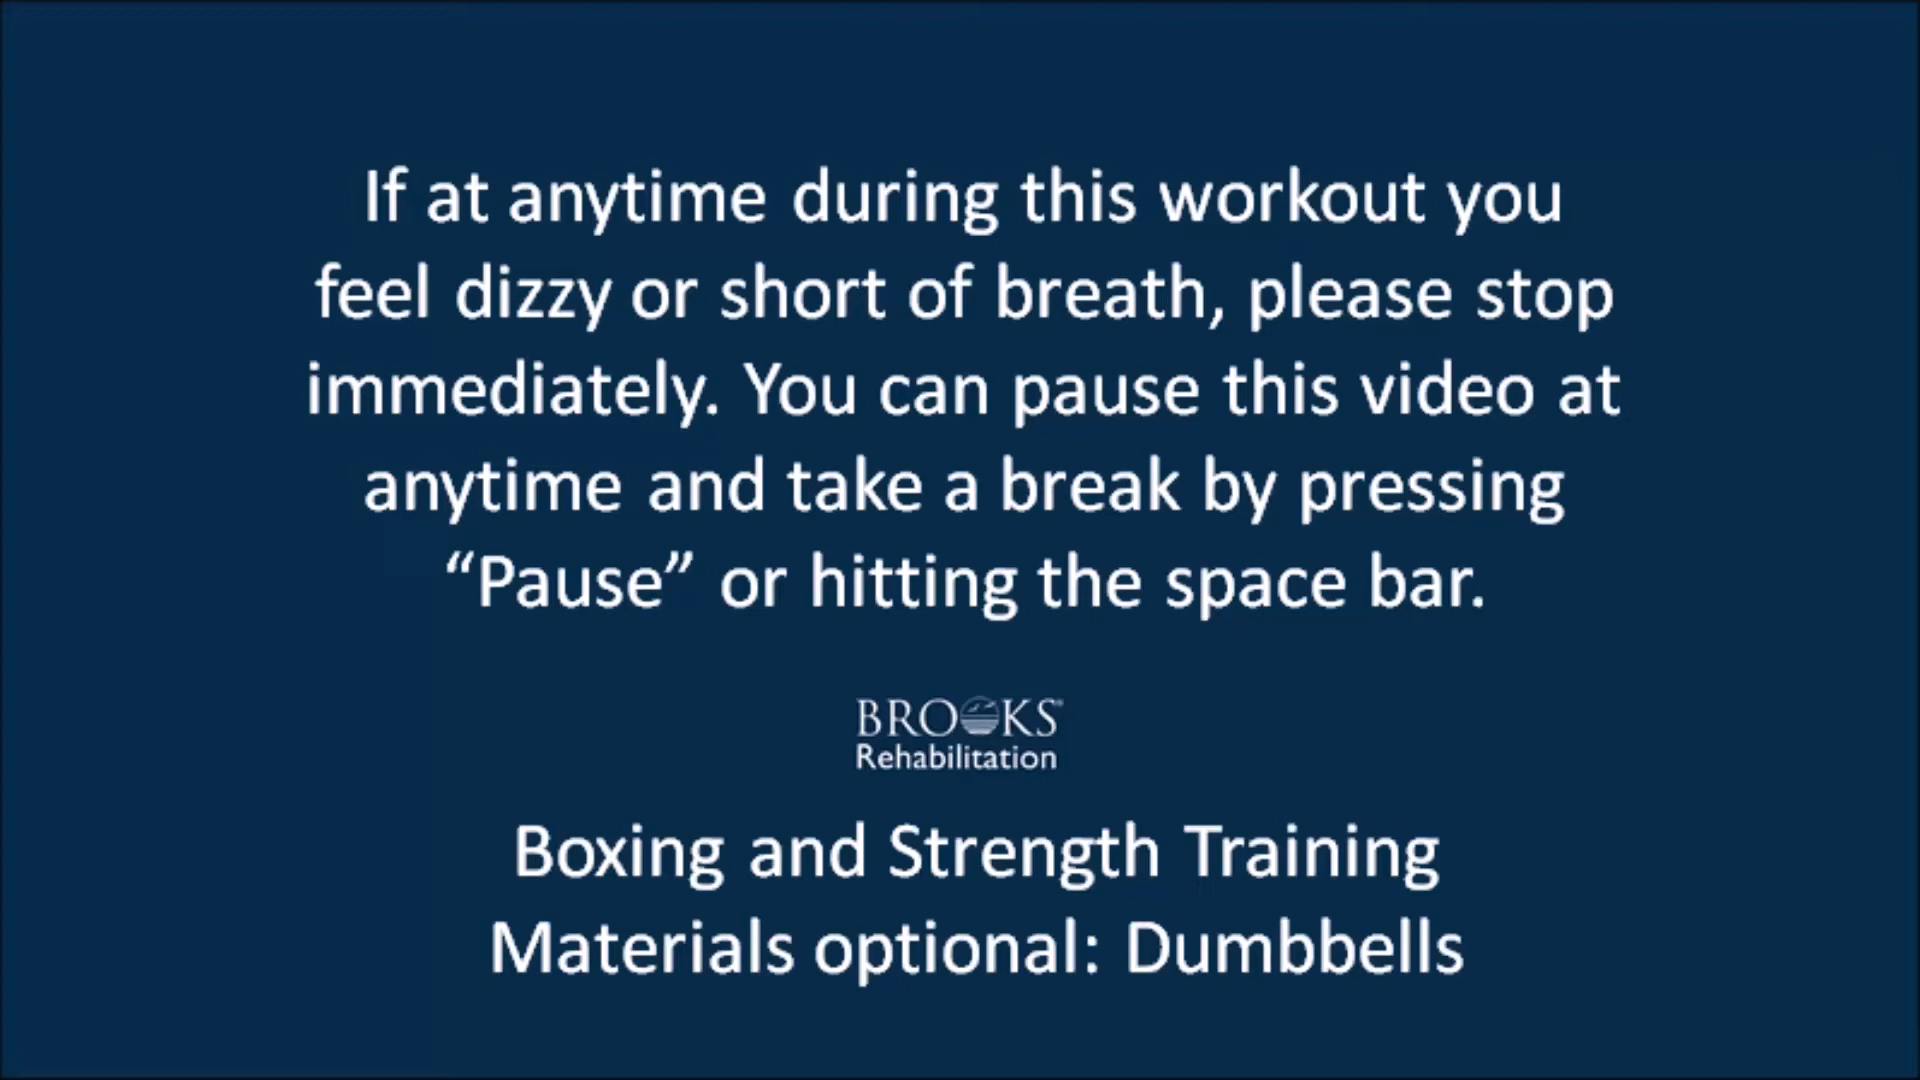 If at anytime during this workout you
feel dizzy or short of breath, please stop
immediately. You can pause this video at
anytime and take a break by pressing
“Pause” or hitting the space bar.
BROOKS®
Rehabilitation
Boxing and Strength Training
Materials optional: Dumbbells